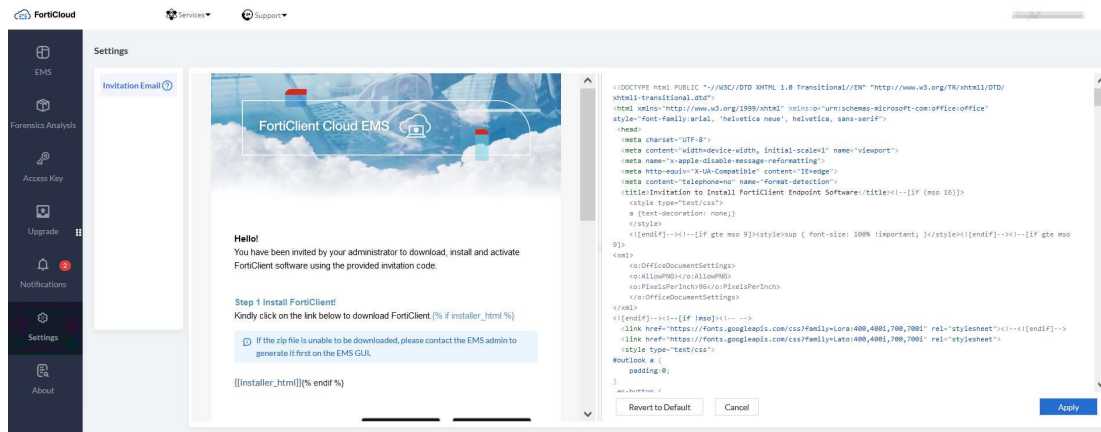 FortiCloud
Services
Support
EMS
Forensics Analysis
Access Key
Upgrade
Notifications
2
Settings
About
Settings
Invitation Email
FortiClient Cloud EMS
Hello!
You have been invited by your administrator to download, install and activate
FortiClient software using the provided invitation code.
Step 1 Install FortiClient!
Kindly click on the link below to download FortiClient.{% if installer_html %}
If the zip file is unable to be downloaded, please contact the EMS admin to
generate it first on the EMS GUI.
{{installer_html}}{% endif %}
<!DOCTYPE html PUBLIC "-//W3C//DTD XHTML 1.0 Transitional//EN" "http://www.w3.org/TR/xhtml1/DTD/
xhtml1-transitional.dtd">
<html xmlns="http://www.w3.org/1999/xhtml" xmlns:o="urn:schemas-microsoft-com:office:office"
style="font-family:arial, 'helvetica neue', helvetica, sans-serif">
<head>
<meta charset="UTF-8">
<meta content="width=device-width, initial-scale=1" name="viewport">
<meta name="x-apple-disable-message-reformatting">
<meta http-equiv="X-UA-Compatible" content="IE=edge">
<meta content="telephone=no" name="format-detection">
<title>Invitation to Install FortiClient Endpoint Software</title><!--[if (mso 16)]>
<style type="text/css">
a {text-decoration: none;}
</style>
<![endif]--><!--[if gte mso 9]><style>sup { font-size: 100% !important; }</style><![endif]--><!--[if gte mso
9]>
<xml>
<o:OfficeDocumentSettings>
<o:AllowPNG></o:AllowPNG>
<o:PixelsPerInch>96</o:PixelsPerInch>
</o:OfficeDocumentSettings>
</xml>
<![endif]--><!--[if !mso]><!-- -->
<link href="https://fonts.googleapis.com/css?family=Lora:400,400i,700,700i" rel="stylesheet"><!--<![endif]-->
<link href="https://fonts.googleapis.com/css?family=Lato:400,400i,700,700i" rel="stylesheet">
<style type="text/css">
#outlook a {
padding:0;
}
Revert to Default
Cancel
Apply